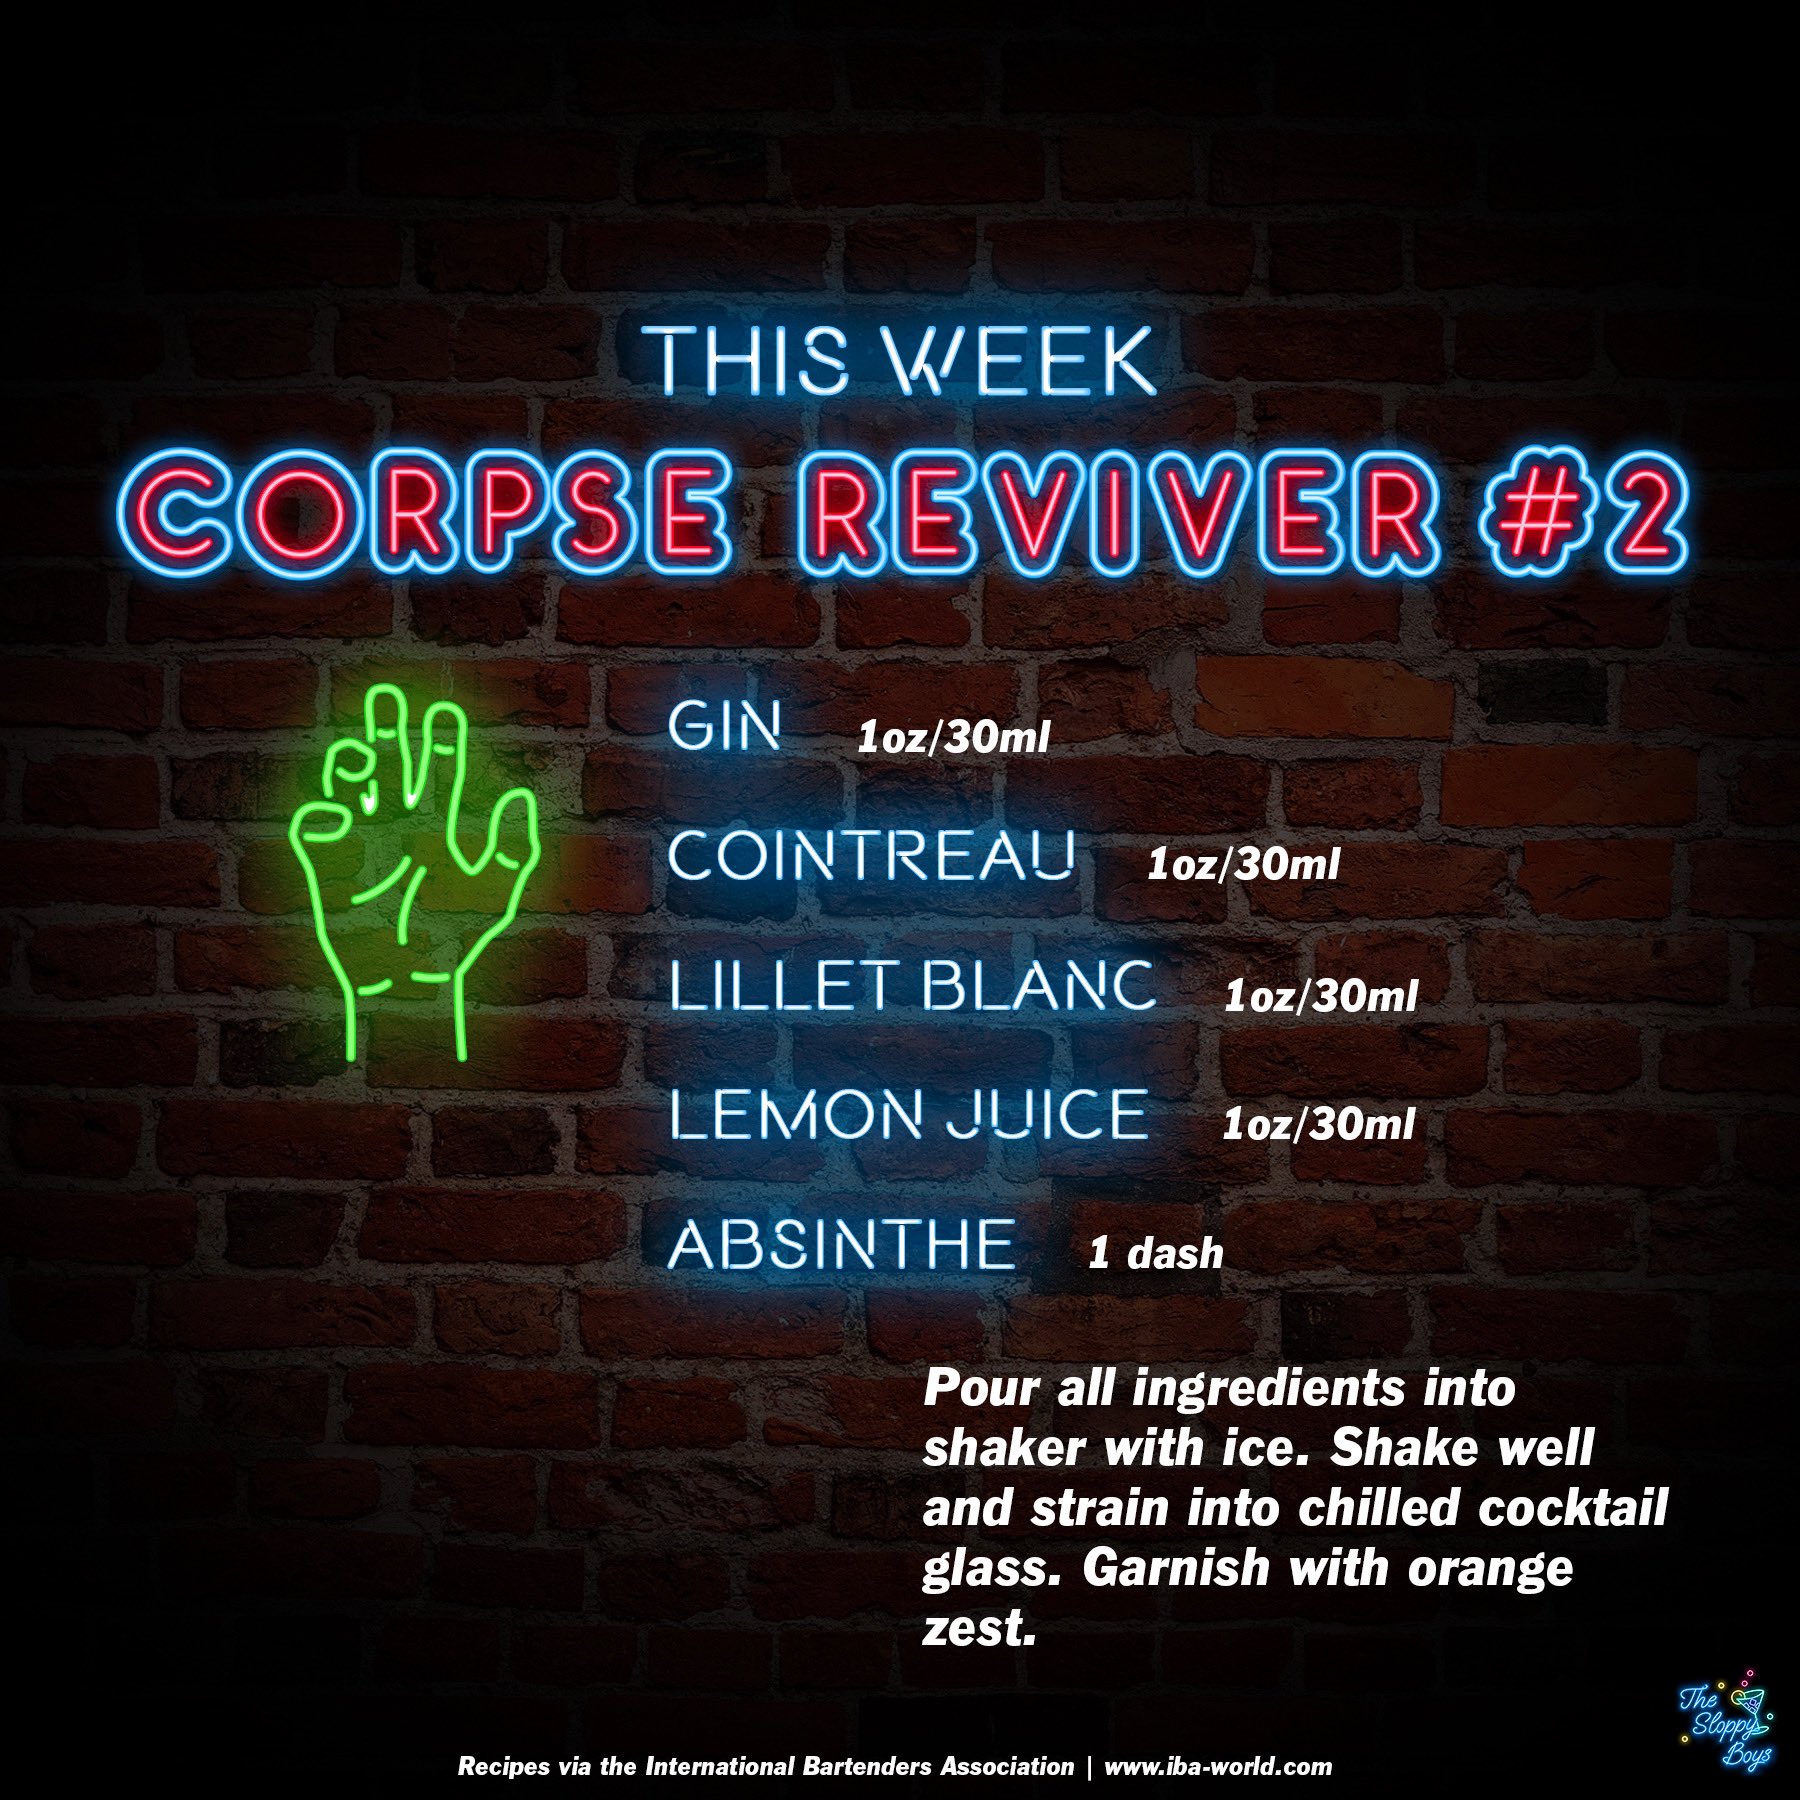 THIS WEEK
CORPSE REVIVER #2
GIN 1oz/30ml
COINTREAU 1oz/30ml
LILLET BLANC 1oz/30ml
LEMON JUICE 1oz/30ml
ABSINTHE 1 dash
Pour all ingredients into
shaker with ice. Shake well
and strain into chilled cocktail
glass. Garnish with orange
zest.
The
Sloppy
Boys
Recipes via the International Bartenders Association | www.iba-world.com